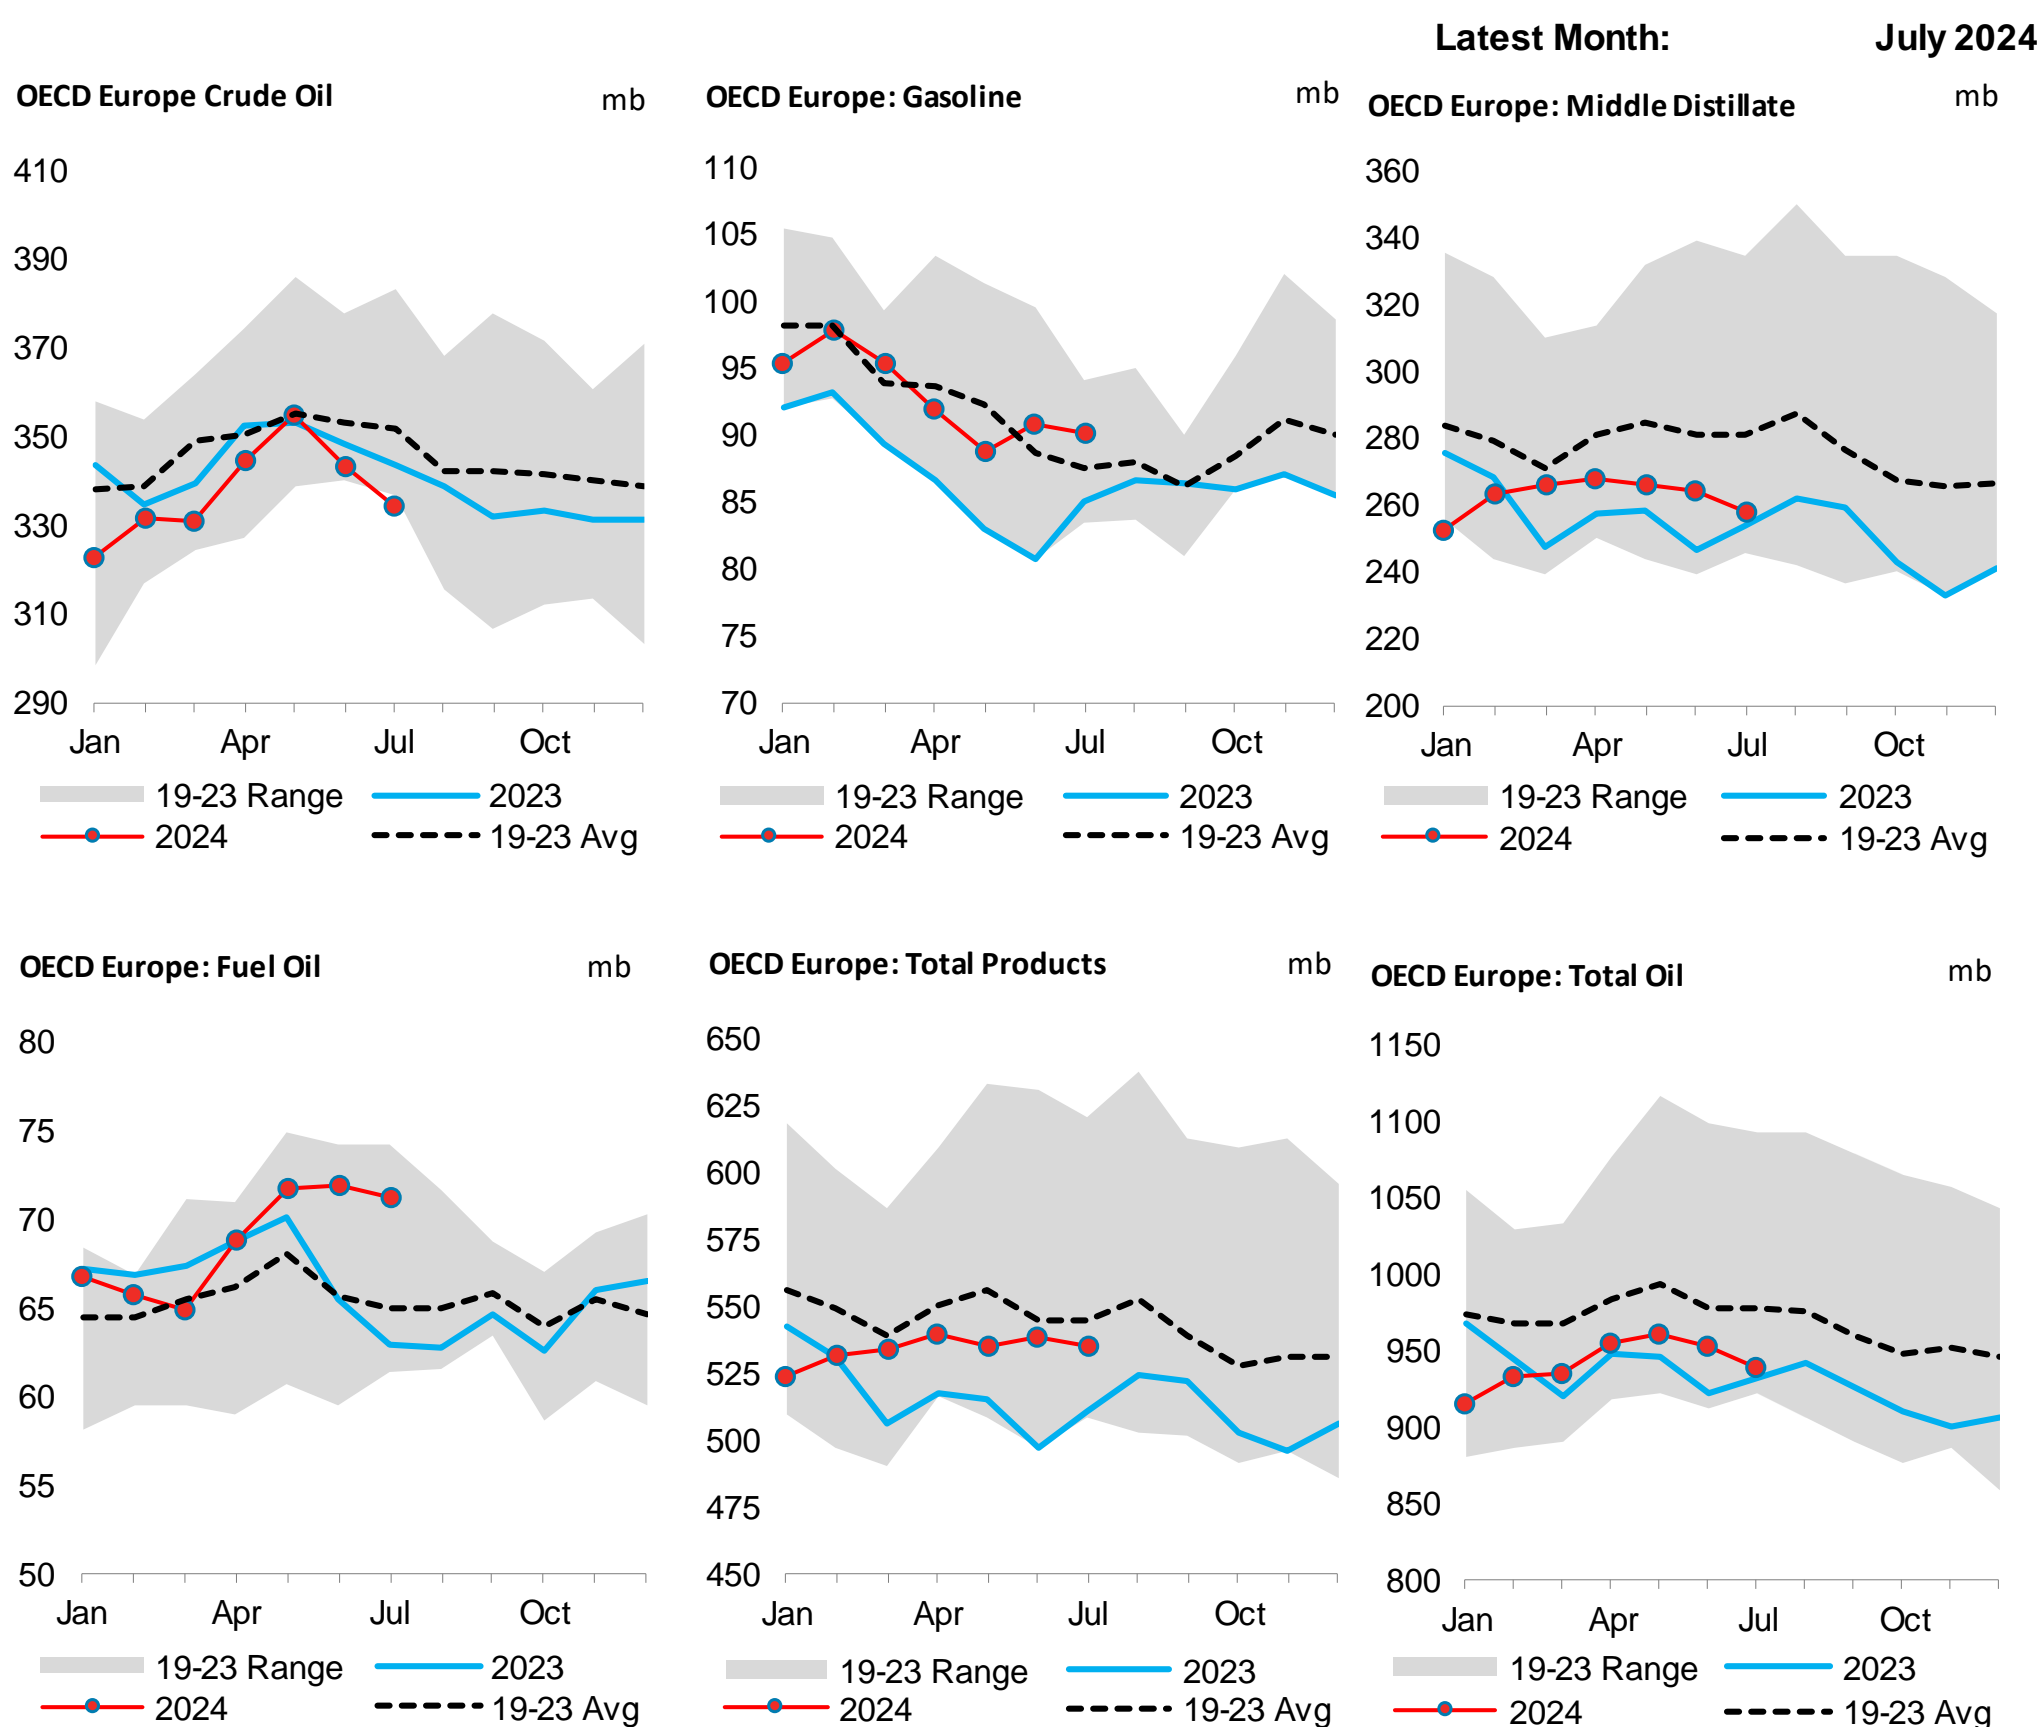 Latest Month: July 2024
OECD Europe Crude Oil mb
410
390
370
350
330
310
290
Jan Apr Jul Oct
19-23 Range 2023
2024 19-23 Avg
OECD Europe: Gasoline mb
110
105
100
95
90
85
80
75
70
Jan Apr Jul Oct
19-23 Range 2023
2024 19-23 Avg
OECD Europe: Middle Distillate mb
360
340
320
300
280
260
240
220
200
Jan Apr Jul Oct
19-23 Range 2023
2024 19-23 Avg
OECD Europe: Fuel Oil mb
80
75
70
65
60
55
50
Jan Apr Jul Oct
19-23 Range 2023
2024 19-23 Avg
OECD Europe: Total Products mb
650
625
600
575
550
525
500
475
450
Jan Apr Jul Oct
19-23 Range 2023
2024 19-23 Avg
OECD Europe: Total Oil mb
1150
1100
1050
1000
950
900
850
800
Jan Apr Jul Oct
19-23 Range 2023
2024 19-23 Avg